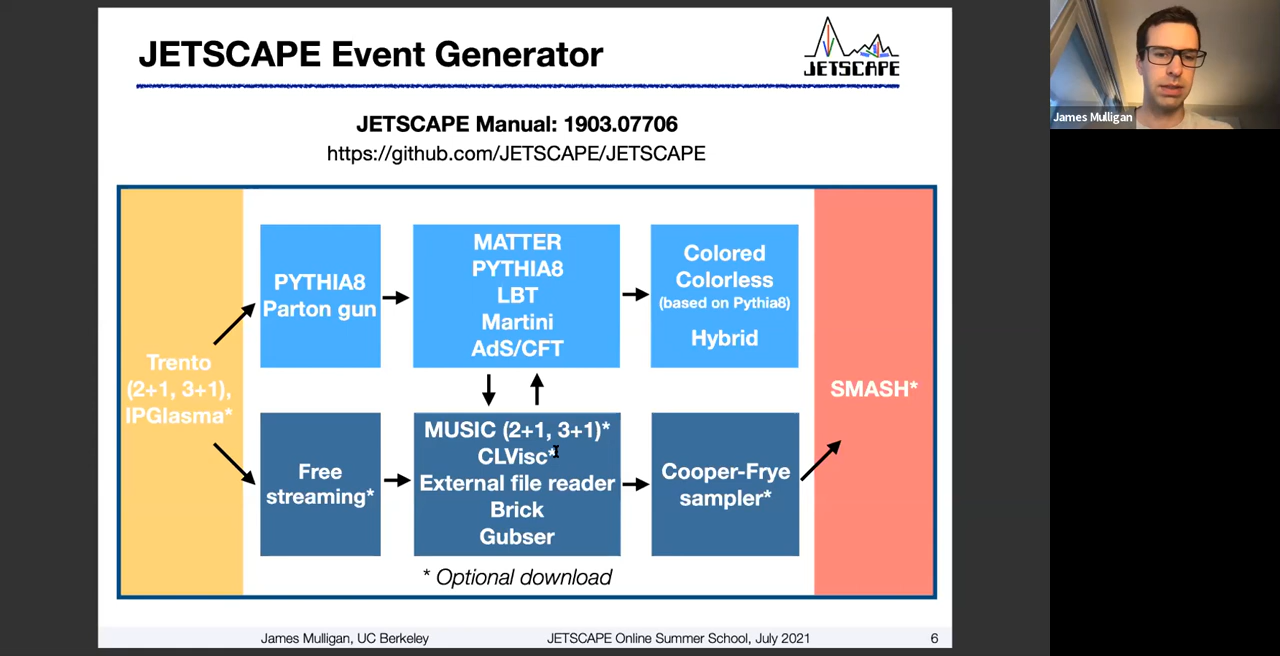 JETSCAPE Event Generator
JETSCAPE
James Mulligan
JETSCAPE Manual: 1903.07706
https://github.com/JETSCAPE/JETSCAPE
Trento
(2+1, 3+1),
IPGlasma*
PYTHIA8
Parton gun
MATTER
PYTHIA8
LBT
Martini
AdS/CFT
Colored
Colorless
(based on Pythia8)
Hybrid
Free
streaming*
MUSIC (2+1, 3+1)*
CLVisc*
External file reader
Brick
Gubser
Cooper-Frye
sampler*
SMASH*
* Optional download
James Mulligan, UC Berkeley
JETSCAPE Online Summer School, July 2021
6